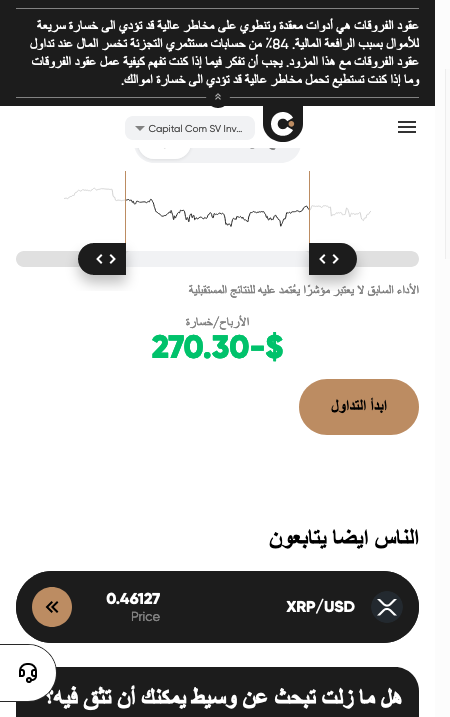 عقود الفروقات هي أدوات معقدة وتنطوي على مخاطر عالية قد تؤدي الى خسارة سريعة
للأموال بسبب الرافعة المالية. 84٪ من حسابات مستثمري التجزئة تخسر المال عند تداول
عقود الفروقات مع هذا المزود. يجب أن تفكر فيما إذا كنت تفهم كيفية عمل عقود الفروقات
وما إذا كنت تستطيع تحمل مخاطر عالية قد تؤدي الى خسارة اموالك.
Capital Com SV Inv...
الأداء السابق لا يعتبر مؤشرًا يعُتمد عليه للنتائج المستقبلية
الأرباح/خسارة
270.30-$
ابدأ التداول
الناس ايضا يتابعون
XRP/USD
0.46127
Price
هل ما زلت تبحث عن وسيط يمكنك أن تثق فيه؟